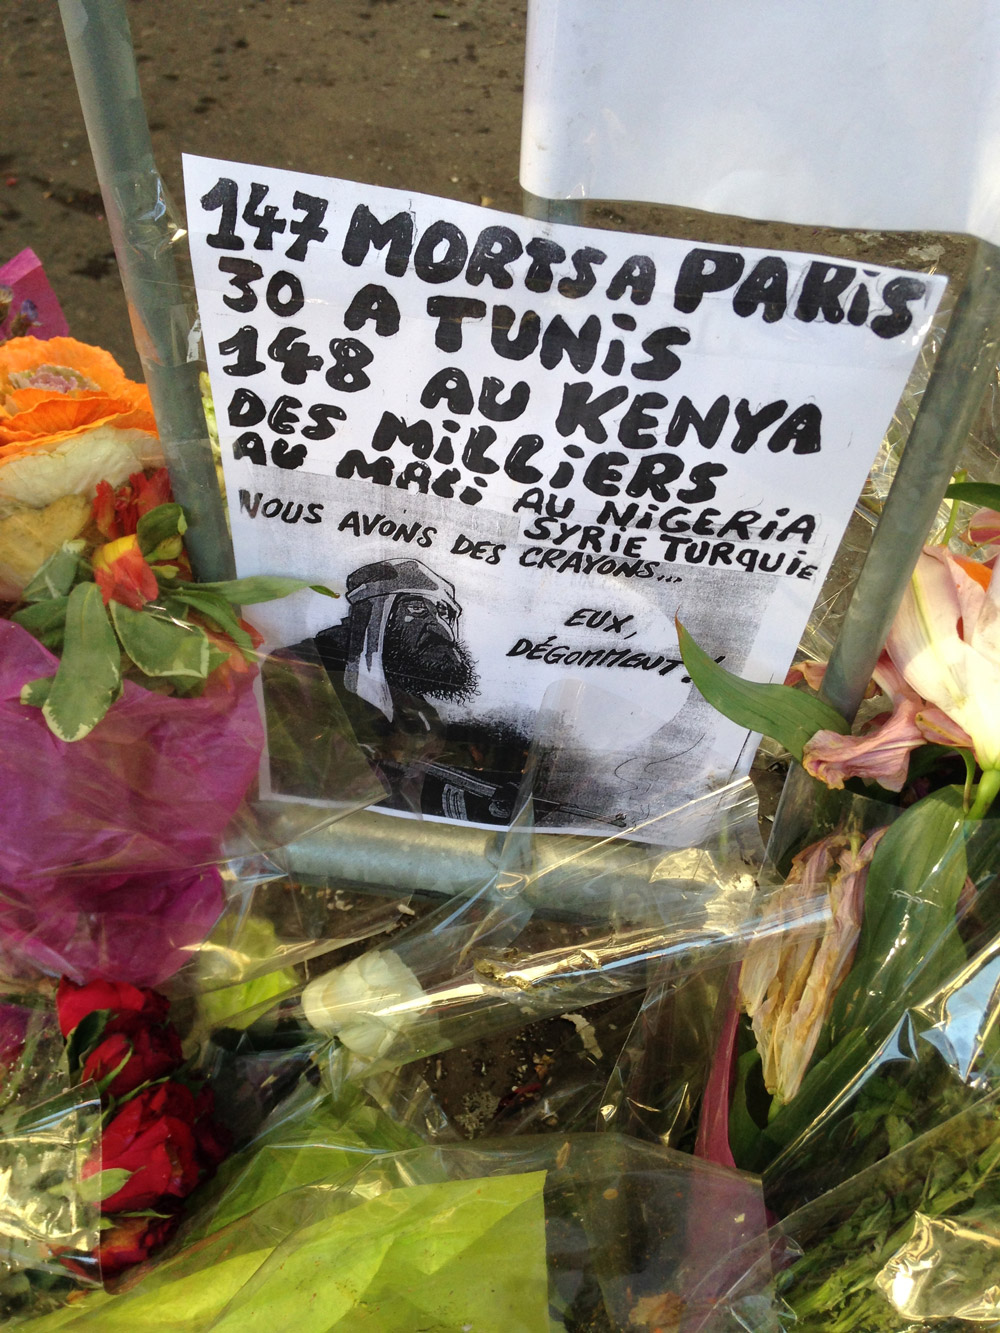 147 MORTS A PARiS
30 A TUNiS
148 AU KENYA
DES MiLLiERS
AU MALi AU NiGERiA
SYRIE TURQUiE
NOUS AVONS DES CRAYONS...
EUX,
DÉGOMMENT !